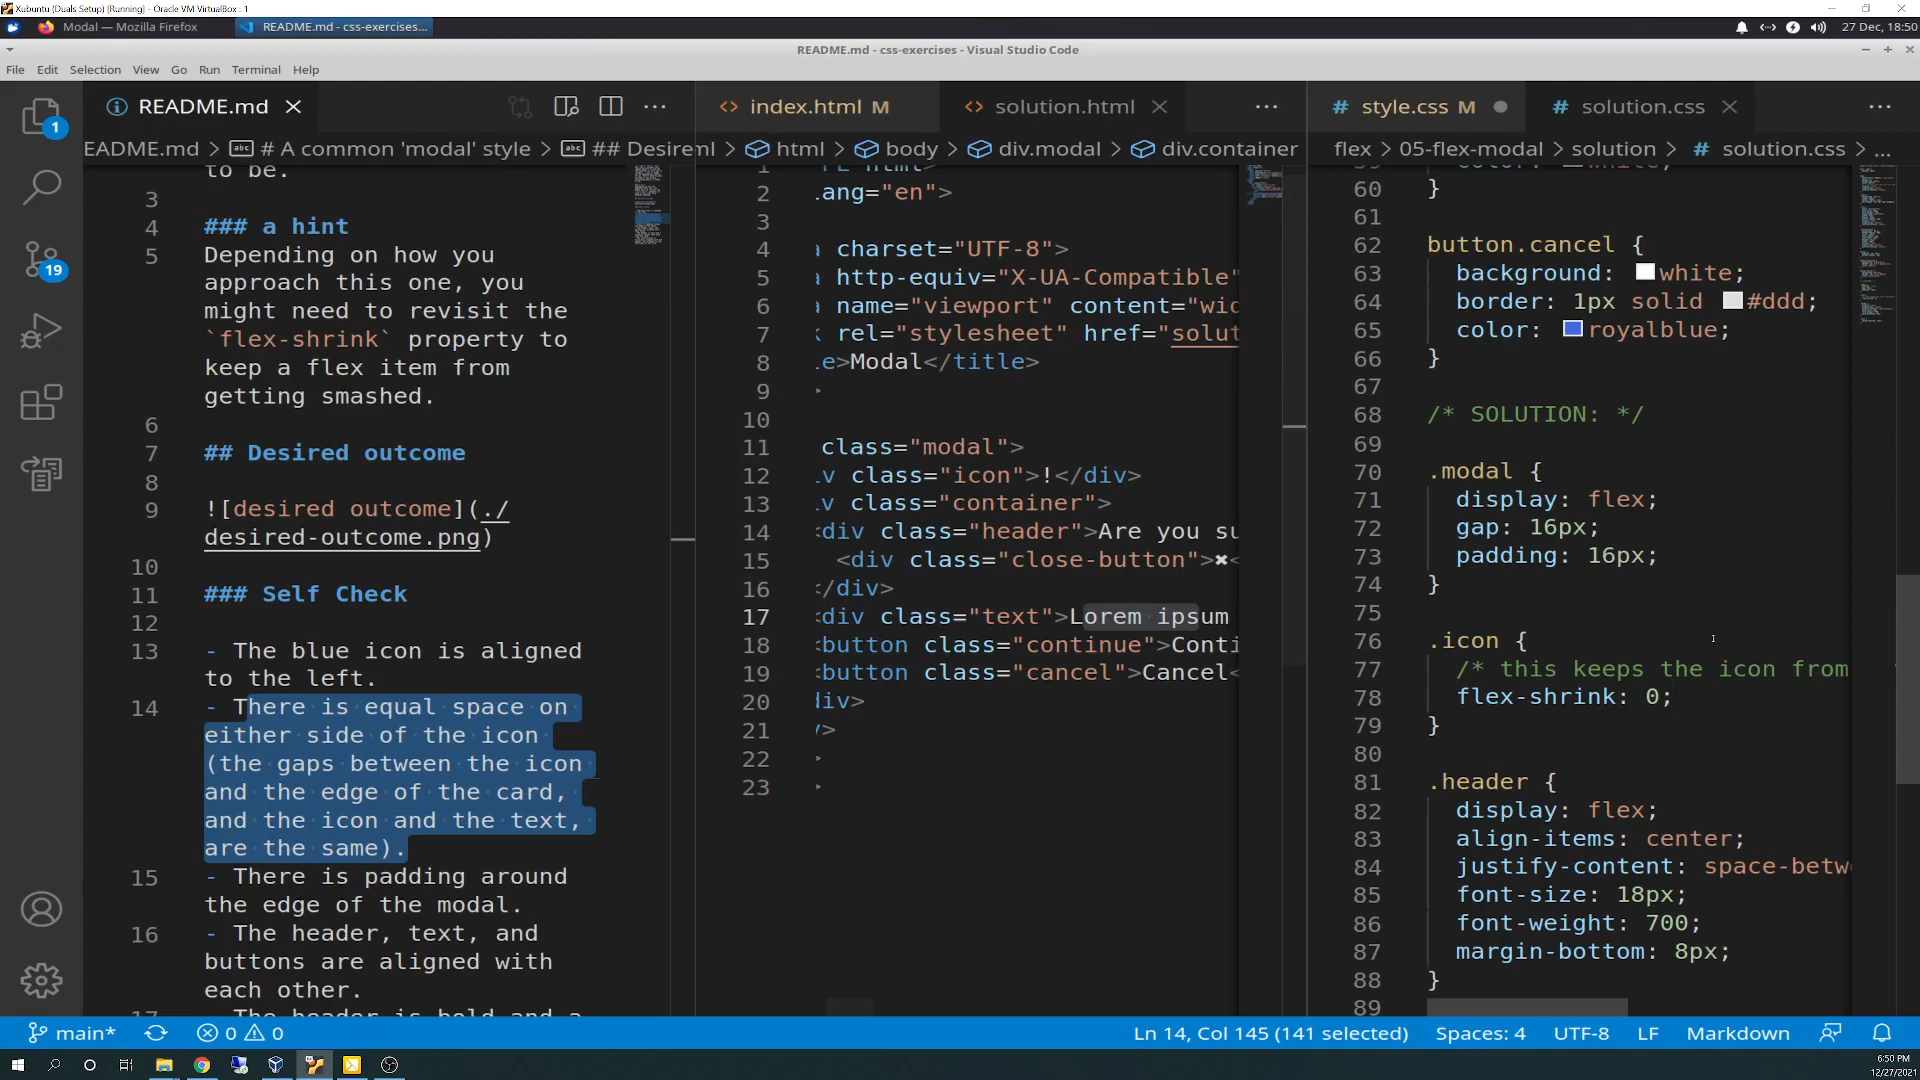 Xubuntu (Duals Setup) [Running] - Oracle VM VirtualBox : 1
Modal — Mozilla Firefox
README.md - css-exercises...
27 Dec, 18:50
README.md - css-exercises - Visual Studio Code
File Edit Selection View Go Run Terminal Help
README.md
index.html M
solution.html
style.css M
solution.css
EADME.md > # A common 'modal' style > ## Desire
ml > html > body > div.modal > div.container
flex > 05-flex-modal > solution > # solution.css > ...
1
19
to be.
3
4 ### a hint
5 Depending on how you
approach this one, you
might need to revisit the
`flex-shrink` property to
keep a flex item from
getting smashed.
6
7 ## Desired outcome
8
9 ![desired outcome](./
desired-outcome.png)
10
11 ### Self Check
12
13 - The blue icon is aligned
to the left.
14 - There is equal space on
either side of the icon
(the gaps between the icon
and the edge of the card,
and the icon and the text,
are the same).
15 - There is padding around
the edge of the modal.
16 - The header, text, and
buttons are aligned with
each other.
17 - The header is bold and a
1
2 lang="en">
3
4 a charset="UTF-8">
5 a http-equiv="X-UA-Compatible"
6 a name="viewport" content="wid
7 k rel="stylesheet" href="solut
8 le>Modal</title>
9 >
10
11 class="modal">
12 iv class="icon">!</div>
13 iv class="container">
14 <div class="header">Are you su
15 <div class="close-button">✖<
16 </div>
17 <div class="text">Lorem ipsum
18 <button class="continue">Conti
19 <button class="cancel">Cancel<
20 div>
21 v>
22 >
23 >
60 }
61
62 button.cancel {
63 background: white;
64 border: 1px solid #ddd;
65 color: royalblue;
66 }
67
68 /* SOLUTION: */
69
70 .modal {
71 display: flex;
72 gap: 16px;
73 padding: 16px;
74 }
75
76 .icon {
77 /* this keeps the icon from
78 flex-shrink: 0;
79 }
80
81 .header {
82 display: flex;
83 align-items: center;
84 justify-content: space-betw
85 font-size: 18px;
86 font-weight: 700;
87 margin-bottom: 8px;
88 }
89
main* 0 0
Ln 14, Col 145 (141 selected) Spaces: 4 UTF-8 LF Markdown
6:50 PM
12/27/2021